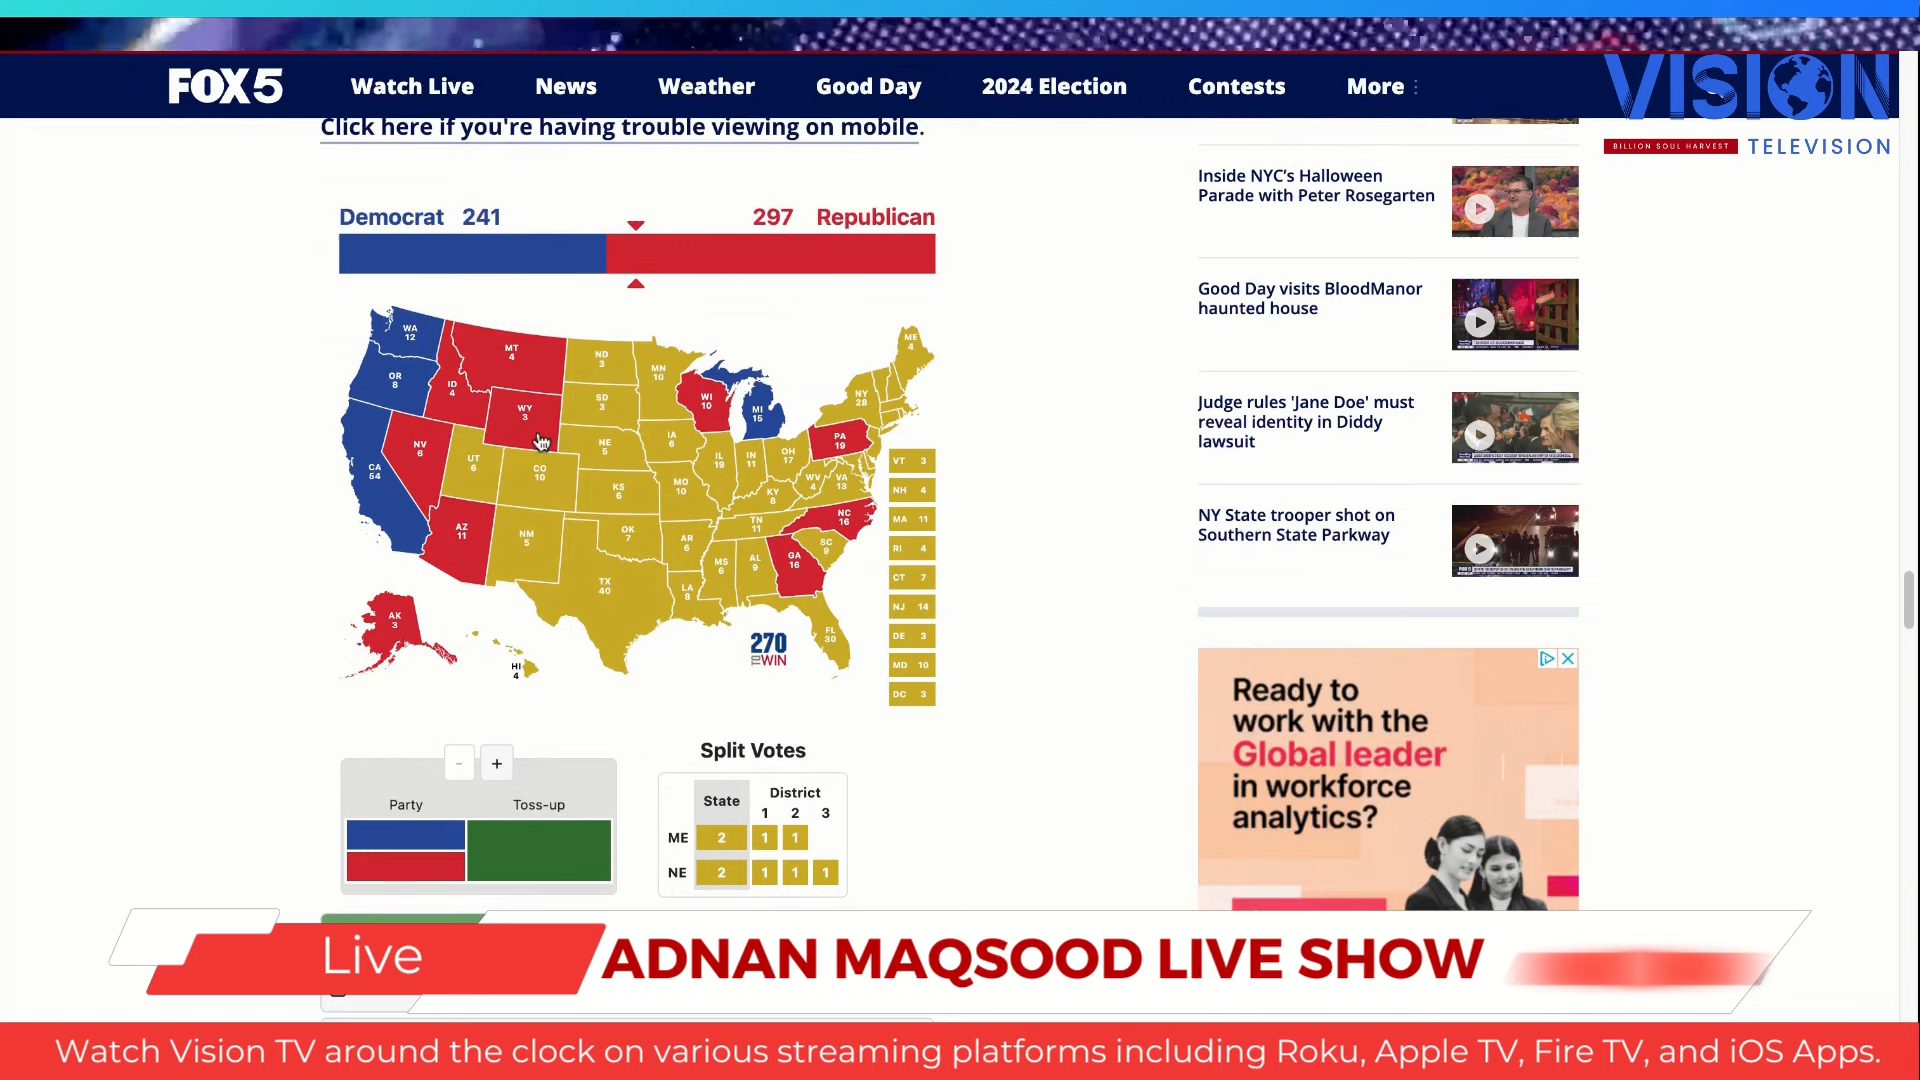 FOX 5
Watch Live
News
Weather
Good Day
2024 Election
Contests
More
VISION
BILLION SOUL HARVEST
TELEVISION
Click here if you're having trouble viewing on mobile.
Democrat 241
297 Republican
WA
12
OR
8
CA
54
ID
4
NV
6
MT
4
WY
3
UT
6
AZ
11
CO
10
NM
5
ND
3
SD
3
NE
5
KS
6
OK
7
TX
40
MN
10
IA
6
MO
10
AR
6
LA
8
WI
10
IL
19
MI
15
IN
11
OH
17
KY
8
TN
11
MS
6
AL
9
GA
16
FL
30
SC
9
NC
16
WV
4
VA
13
PA
19
NY
28
ME
4
AK
3
HI
4
VT 3
NH 4
MA 11
RI 4
CT 7
NJ 14
DE 3
MD 10
DC 3
270
TO WIN
- +
Party
Toss-up
Split Votes
State
District
1 2 3
ME 2 1 1
NE 2 1 1 1
Inside NYC's Halloween
Parade with Peter Rosegarten
Good Day visits BloodManor
haunted house
Judge rules 'Jane Doe' must
reveal identity in Diddy
lawsuit
NY State trooper shot on
Southern State Parkway
Ready to
work with the
Global leader
in workforce
analytics?
Live
ADNAN MAQSOOD LIVE SHOW
Watch Vision TV around the clock on various streaming platforms including Roku, Apple TV, Fire TV, and iOS Apps.